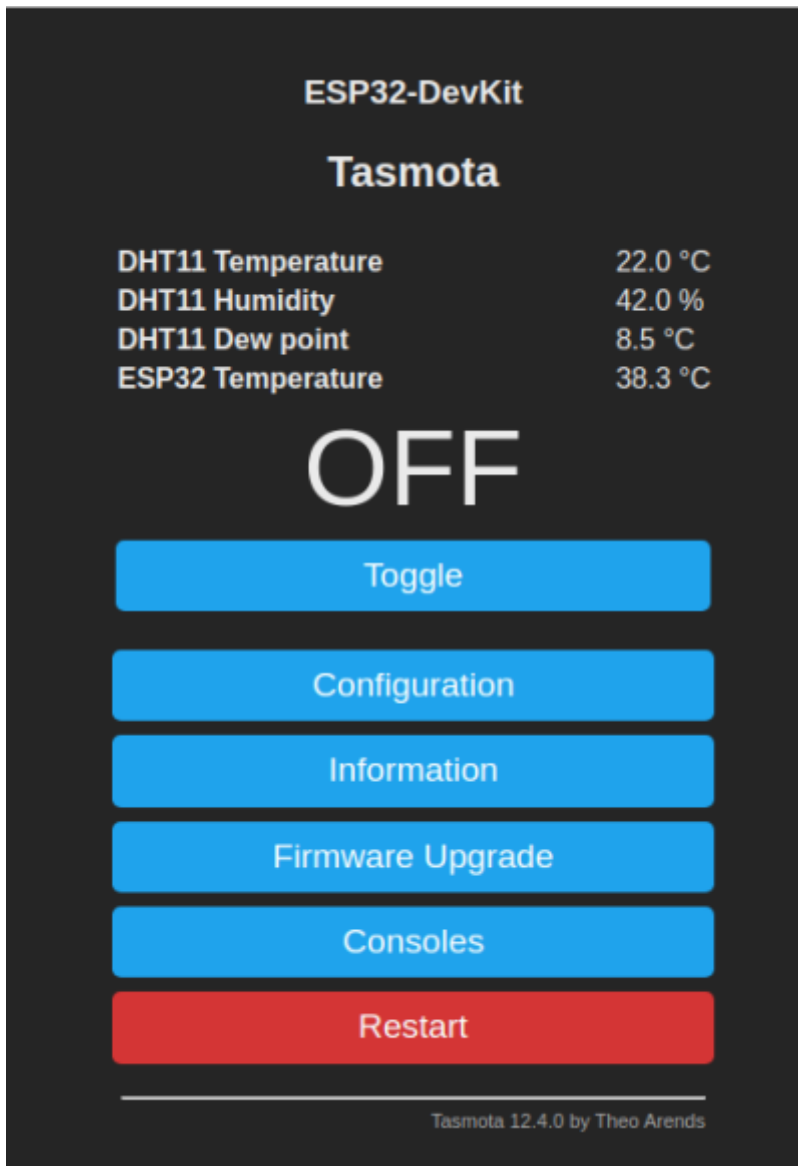 ESP32-DevKit
Tasmota
DHT11 Temperature 22.0 °C
DHT11 Humidity 42.0 %
DHT11 Dew point 8.5 °C
ESP32 Temperature 38.3 °C
OFF
Toggle
Configuration
Information
Firmware Upgrade
Consoles
Restart
Tasmota 12.4.0 by Theo Arends